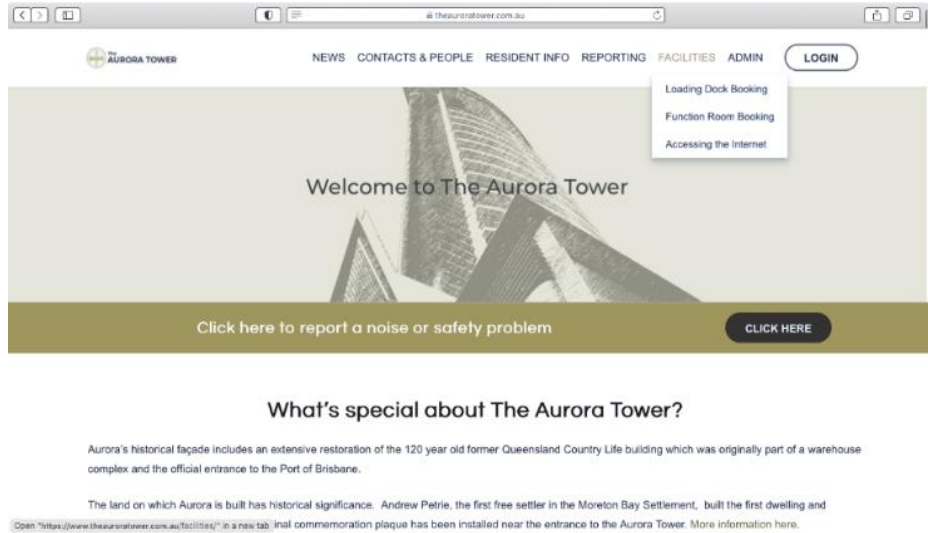 theauroratower.com.au
The
AURORA TOWER
NEWS CONTACTS & PEOPLE RESIDENT INFO REPORTING FACILITIES ADMIN LOGIN
Loading Dock Booking
Function Room Booking
Accessing the Internet
Welcome to The Aurora Tower
Click here to report a noise or safety problem CLICK HERE
What's special about The Aurora Tower?
Aurora's historical façade includes an extensive restoration of the 120 year old former Queensland Country Life building which was originally part of a warehouse
complex and the official entrance to the Port of Brisbane.
The land on which Aurora is built has historical significance. Andrew Petrie, the first free settler in the Moreton Bay Settlement, built the first dwelling and
Open "https://www.theauroratower.com.au/facilities/" in a new tab inal commemoration plaque has been installed near the entrance to the Aurora Tower. More information here.